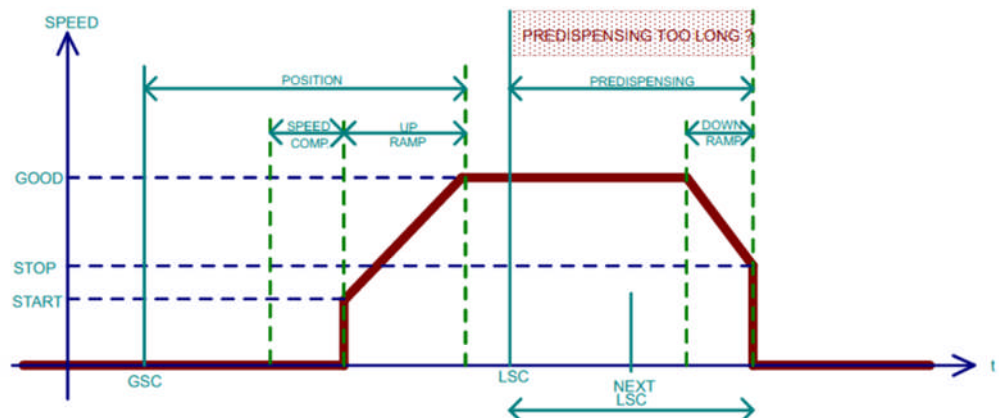 SPEED
PREDISPENSING TOO LONG ?
POSITION
PREDISPENSING
SPEED
COMP.
UP
RAMP
DOWN
RAMP
GOOD
STOP
START
GSC
LSC
NEXT
LSC
t